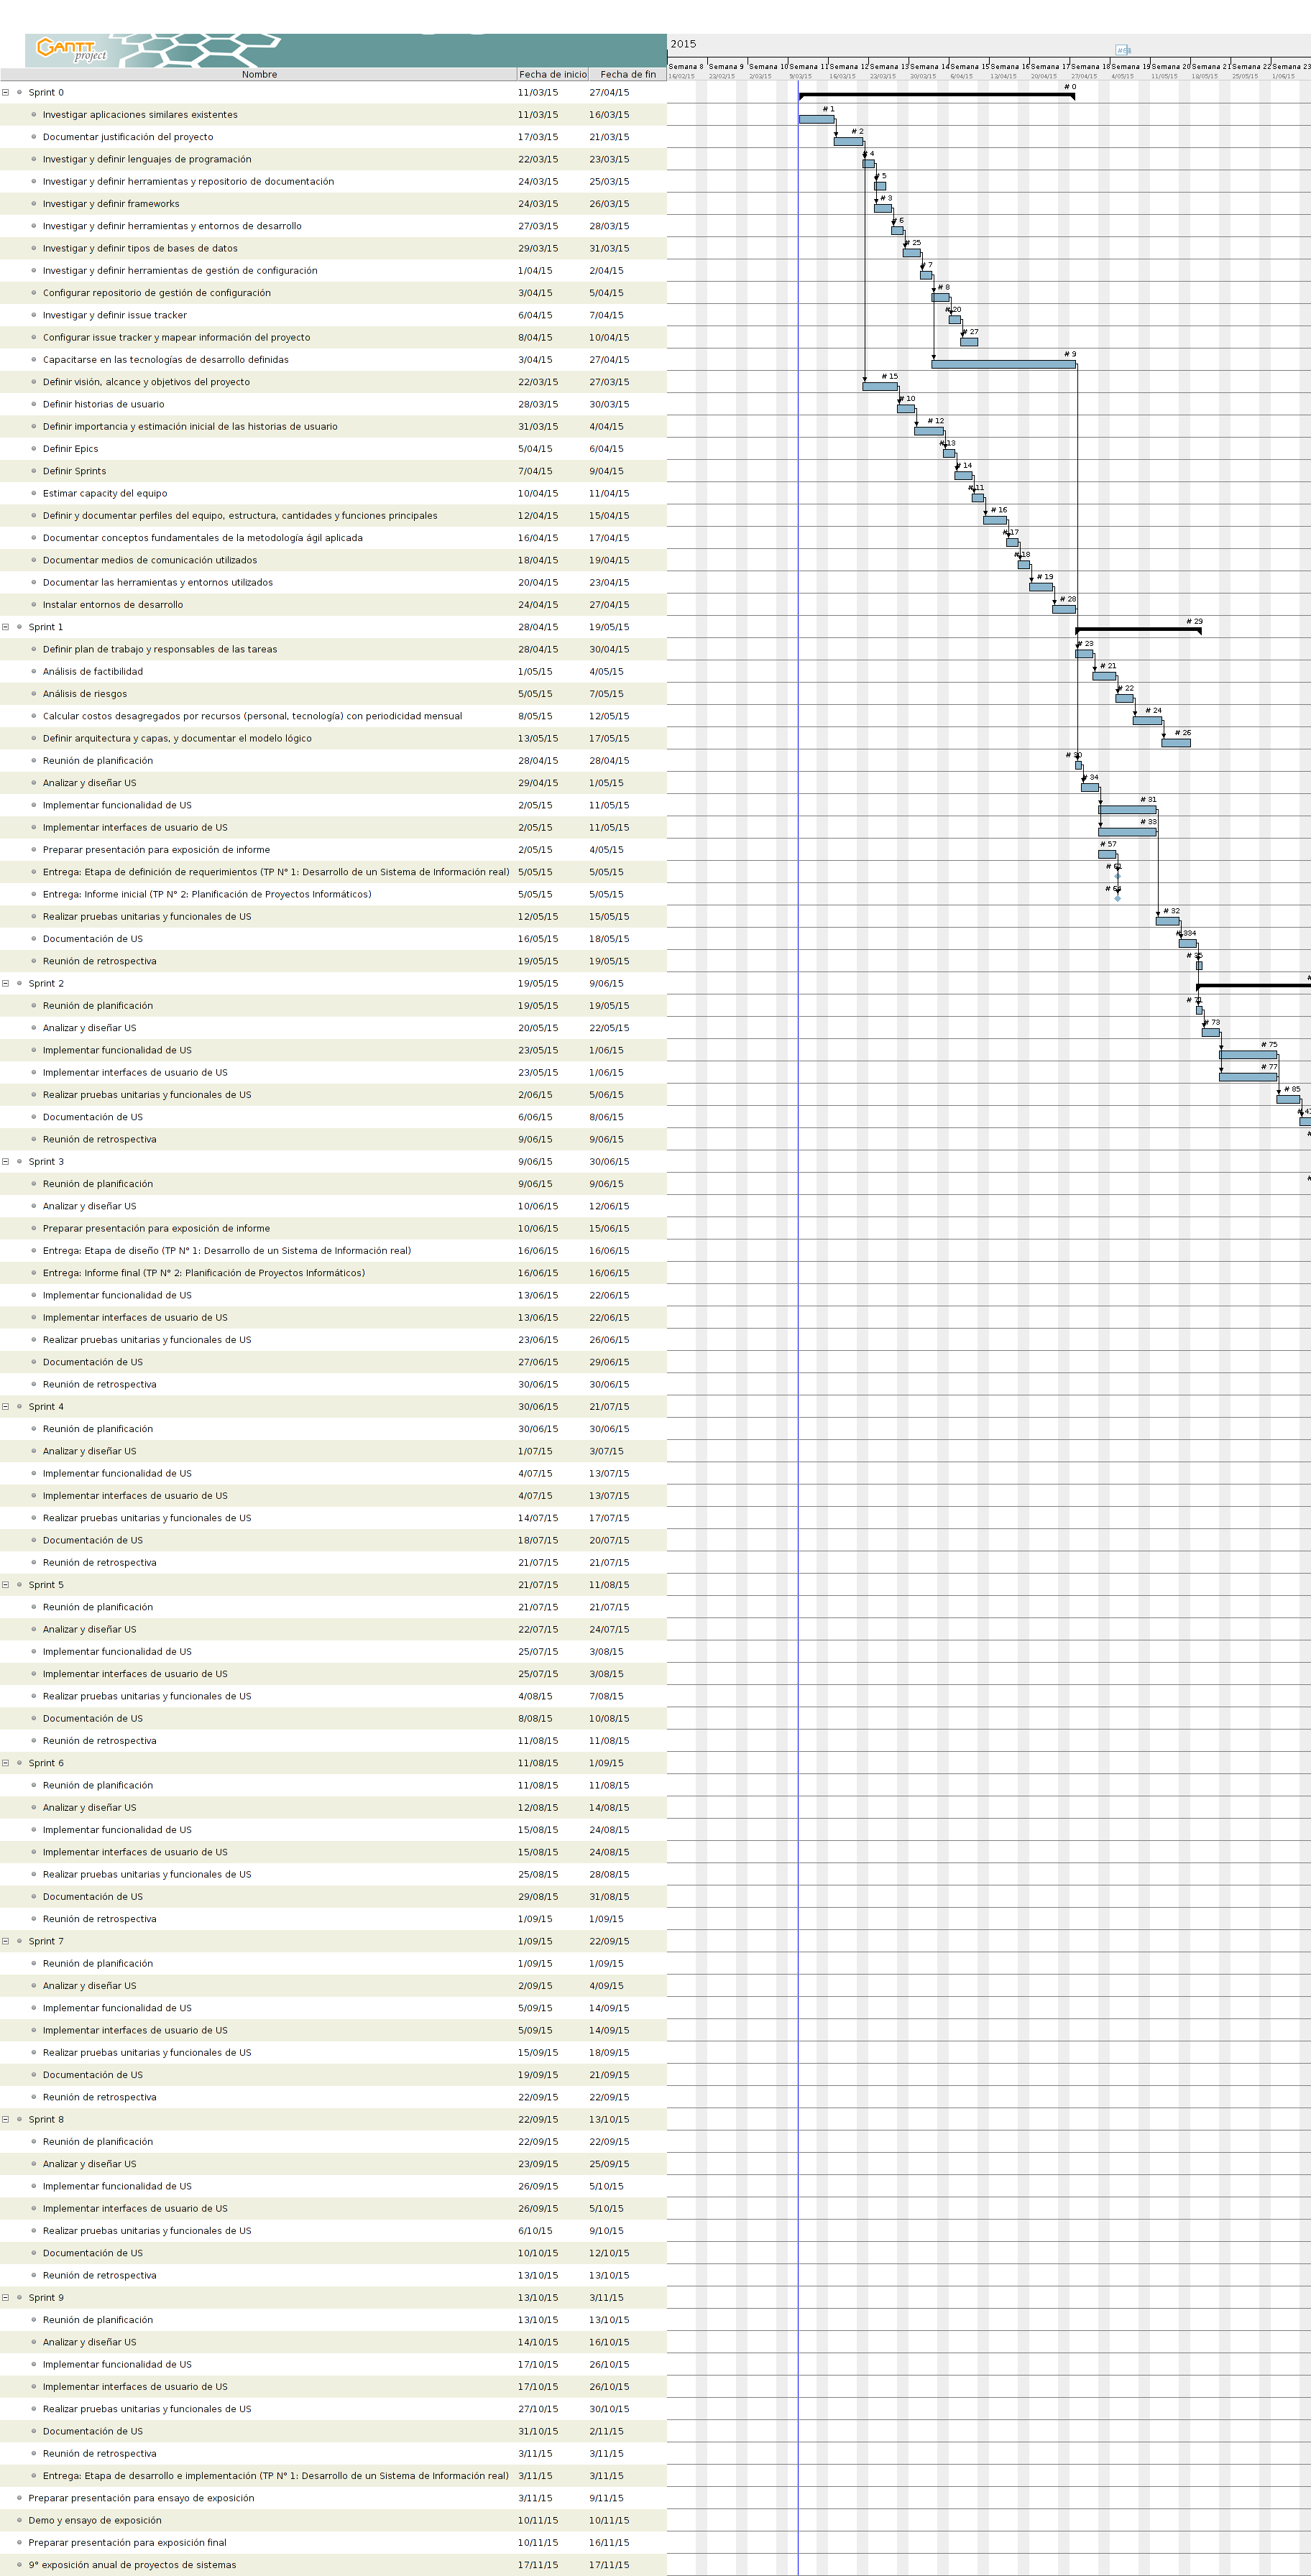 GANTT
project
2015
Nombre Fecha de inicio Fecha de fin
Semana 8 Semana 9 Semana 10 Semana 11 Semana 12 Semana 13 Semana 14 Semana 15 Semana 16 Semana 17 Semana 18 Semana 19 Semana 20 Semana 21 Semana 22 Semana 23
16/02/15 23/02/15 2/03/15 9/03/15 16/03/15 23/03/15 30/03/15 6/04/15 13/04/15 20/04/15 27/04/15 4/05/15 11/05/15 18/05/15 25/05/15 1/06/15
Sprint 0 11/03/15 27/04/15 # 0
Investigar aplicaciones similares existentes 11/03/15 16/03/15 # 1
Documentar justificación del proyecto 17/03/15 21/03/15 # 2
Investigar y definir lenguajes de programación 22/03/15 23/03/15 # 4
Investigar y definir herramientas y repositorio de documentación 24/03/15 25/03/15 # 5
Investigar y definir frameworks 24/03/15 26/03/15 # 3
Investigar y definir herramientas y entornos de desarrollo 27/03/15 28/03/15 # 6
Investigar y definir tipos de bases de datos 29/03/15 31/03/15 # 25
Investigar y definir herramientas de gestión de configuración 1/04/15 2/04/15 # 7
Configurar repositorio de gestión de configuración 3/04/15 5/04/15 # 8
Investigar y definir issue tracker 6/04/15 7/04/15 # 20
Configurar issue tracker y mapear información del proyecto 8/04/15 10/04/15 # 27
Capacitarse en las tecnologías de desarrollo definidas 3/04/15 27/04/15 # 9
Definir visión, alcance y objetivos del proyecto 22/03/15 27/03/15 # 15
Definir historias de usuario 28/03/15 30/03/15 # 10
Definir importancia y estimación inicial de las historias de usuario 31/03/15 4/04/15 # 12
Definir Epics 5/04/15 6/04/15 # 13
Definir Sprints 7/04/15 9/04/15 # 14
Estimar capacity del equipo 10/04/15 11/04/15 # 11
Definir y documentar perfiles del equipo, estructura, cantidades y funciones principales 12/04/15 15/04/15 # 16
Documentar conceptos fundamentales de la metodología ágil aplicada 16/04/15 17/04/15 # 17
Documentar medios de comunicación utilizados 18/04/15 19/04/15 # 18
Documentar las herramientas y entornos utilizados 20/04/15 23/04/15 # 19
Instalar entornos de desarrollo 24/04/15 27/04/15 # 28
Sprint 1 28/04/15 19/05/15 # 29
Definir plan de trabajo y responsables de las tareas 28/04/15 30/04/15 # 23
Análisis de factibilidad 1/05/15 4/05/15 # 21
Análisis de riesgos 5/05/15 7/05/15 # 22
Calcular costos desagregados por recursos (personal, tecnología) con periodicidad mensual 8/05/15 12/05/15 # 24
Definir arquitectura y capas, y documentar el modelo lógico 13/05/15 17/05/15 # 26
Reunión de planificación 28/04/15 28/04/15 # 30
Analizar y diseñar US 29/04/15 1/05/15 # 34
Implementar funcionalidad de US 2/05/15 11/05/15 # 31
Implementar interfaces de usuario de US 2/05/15 11/05/15 # 33
Preparar presentación para exposición de informe 2/05/15 4/05/15 # 57
Entrega: Etapa de definición de requerimientos (TP N° 1: Desarrollo de un Sistema de Información real) 5/05/15 5/05/15
Entrega: Informe inicial (TP N° 2: Planificación de Proyectos Informáticos) 5/05/15 5/05/15
Realizar pruebas unitarias y funcionales de US 12/05/15 15/05/15 # 32
Documentación de US 16/05/15 18/05/15
Reunión de retrospectiva 19/05/15 19/05/15
Sprint 2 19/05/15 9/06/15 #
Reunión de planificación 19/05/15 19/05/15 # 71
Analizar y diseñar US 20/05/15 22/05/15 # 73
Implementar funcionalidad de US 23/05/15 1/06/15 # 75
Implementar interfaces de usuario de US 23/05/15 1/06/15 # 77
Realizar pruebas unitarias y funcionales de US 2/06/15 5/06/15 # 85
Documentación de US 6/06/15 8/06/15
Reunión de retrospectiva 9/06/15 9/06/15 #
Sprint 3 9/06/15 30/06/15
Reunión de planificación 9/06/15 9/06/15 #
Analizar y diseñar US 10/06/15 12/06/15
Preparar presentación para exposición de informe 10/06/15 15/06/15
Entrega: Etapa de diseño (TP N° 1: Desarrollo de un Sistema de Información real) 16/06/15 16/06/15
Entrega: Informe final (TP N° 2: Planificación de Proyectos Informáticos) 16/06/15 16/06/15
Implementar funcionalidad de US 13/06/15 22/06/15
Implementar interfaces de usuario de US 13/06/15 22/06/15
Realizar pruebas unitarias y funcionales de US 23/06/15 26/06/15
Documentación de US 27/06/15 29/06/15
Reunión de retrospectiva 30/06/15 30/06/15
Sprint 4 30/06/15 21/07/15
Reunión de planificación 30/06/15 30/06/15
Analizar y diseñar US 1/07/15 3/07/15
Implementar funcionalidad de US 4/07/15 13/07/15
Implementar interfaces de usuario de US 4/07/15 13/07/15
Realizar pruebas unitarias y funcionales de US 14/07/15 17/07/15
Documentación de US 18/07/15 20/07/15
Reunión de retrospectiva 21/07/15 21/07/15
Sprint 5 21/07/15 11/08/15
Reunión de planificación 21/07/15 21/07/15
Analizar y diseñar US 22/07/15 24/07/15
Implementar funcionalidad de US 25/07/15 3/08/15
Implementar interfaces de usuario de US 25/07/15 3/08/15
Realizar pruebas unitarias y funcionales de US 4/08/15 7/08/15
Documentación de US 8/08/15 10/08/15
Reunión de retrospectiva 11/08/15 11/08/15
Sprint 6 11/08/15 1/09/15
Reunión de planificación 11/08/15 11/08/15
Analizar y diseñar US 12/08/15 14/08/15
Implementar funcionalidad de US 15/08/15 24/08/15
Implementar interfaces de usuario de US 15/08/15 24/08/15
Realizar pruebas unitarias y funcionales de US 25/08/15 28/08/15
Documentación de US 29/08/15 31/08/15
Reunión de retrospectiva 1/09/15 1/09/15
Sprint 7 1/09/15 22/09/15
Reunión de planificación 1/09/15 1/09/15
Analizar y diseñar US 2/09/15 4/09/15
Implementar funcionalidad de US 5/09/15 14/09/15
Implementar interfaces de usuario de US 5/09/15 14/09/15
Realizar pruebas unitarias y funcionales de US 15/09/15 18/09/15
Documentación de US 19/09/15 21/09/15
Reunión de retrospectiva 22/09/15 22/09/15
Sprint 8 22/09/15 13/10/15
Reunión de planificación 22/09/15 22/09/15
Analizar y diseñar US 23/09/15 25/09/15
Implementar funcionalidad de US 26/09/15 5/10/15
Implementar interfaces de usuario de US 26/09/15 5/10/15
Realizar pruebas unitarias y funcionales de US 6/10/15 9/10/15
Documentación de US 10/10/15 12/10/15
Reunión de retrospectiva 13/10/15 13/10/15
Sprint 9 13/10/15 3/11/15
Reunión de planificación 13/10/15 13/10/15
Analizar y diseñar US 14/10/15 16/10/15
Implementar funcionalidad de US 17/10/15 26/10/15
Implementar interfaces de usuario de US 17/10/15 26/10/15
Realizar pruebas unitarias y funcionales de US 27/10/15 30/10/15
Documentación de US 31/10/15 2/11/15
Reunión de retrospectiva 3/11/15 3/11/15
Entrega: Etapa de desarrollo e implementación (TP N° 1: Desarrollo de un Sistema de Información real) 3/11/15 3/11/15
Preparar presentación para ensayo de exposición 3/11/15 9/11/15
Demo y ensayo de exposición 10/11/15 10/11/15
Preparar presentación para exposición final 10/11/15 16/11/15
9° exposición anual de proyectos de sistemas 17/11/15 17/11/15